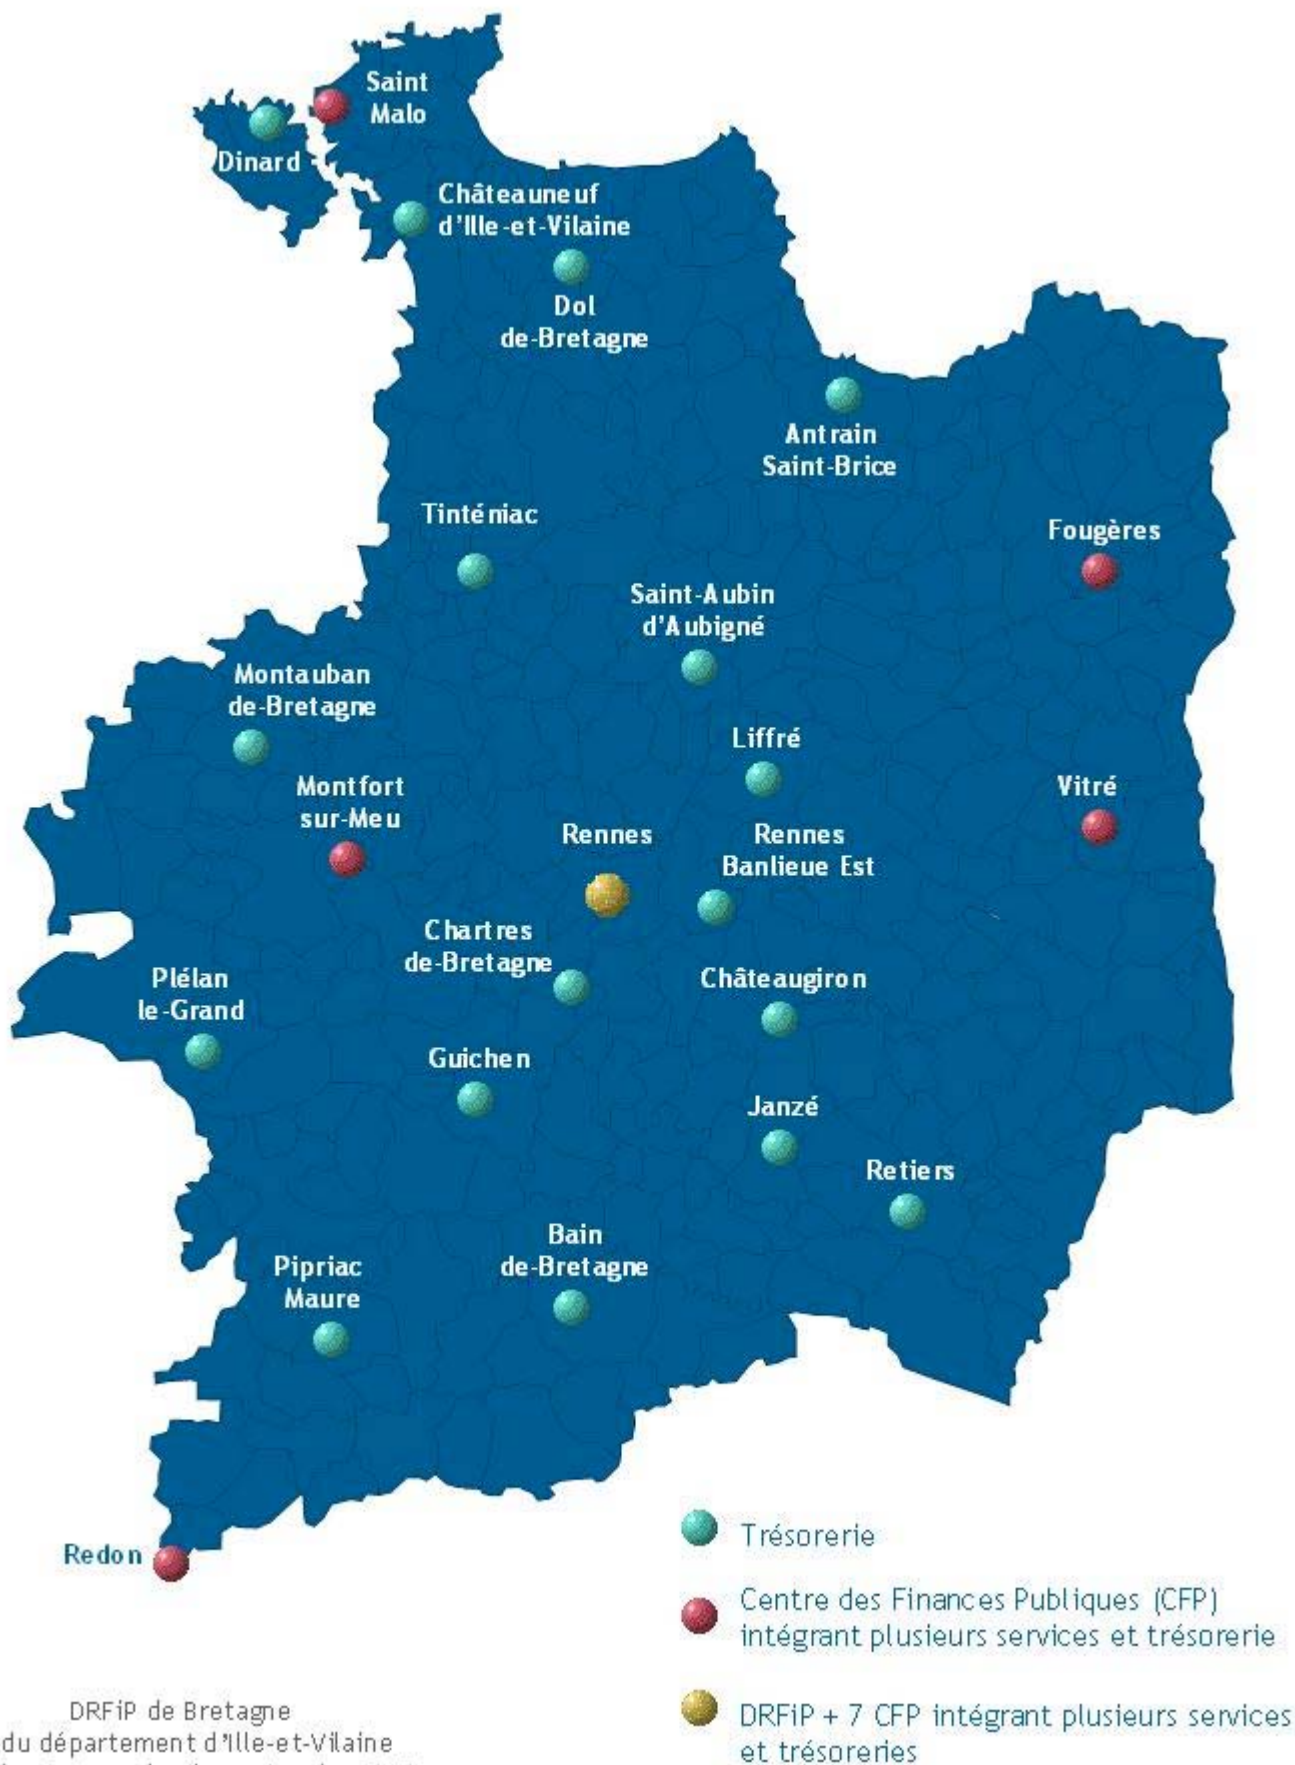 Saint
Malo
Dinard
Châteauneuf
d'Ille-et-Vilaine
Dol
de-Bretagne
Antrain
Saint-Brice
Tinténiac
Fougères
Saint-Aubin
d'Aubigné
Montauban
de-Bretagne
Liffré
Montfort
sur-Meu
Vitré
Rennes
Rennes
Banlieue Est
Chartres
de-Bretagne
Plélan
le-Grand
Châteaugiron
Guichen
Janzé
Retiers
Bain
de-Bretagne
Pipriac
Maure
Redon
Trésorerie
Centre des Finances Publiques (CFP)
intégrant plusieurs services et trésorerie
DRFiP + 7 CFP intégrant plusieurs services
et trésoreries
DRFiP de Bretagne
du département d'Ille-et-Vilaine